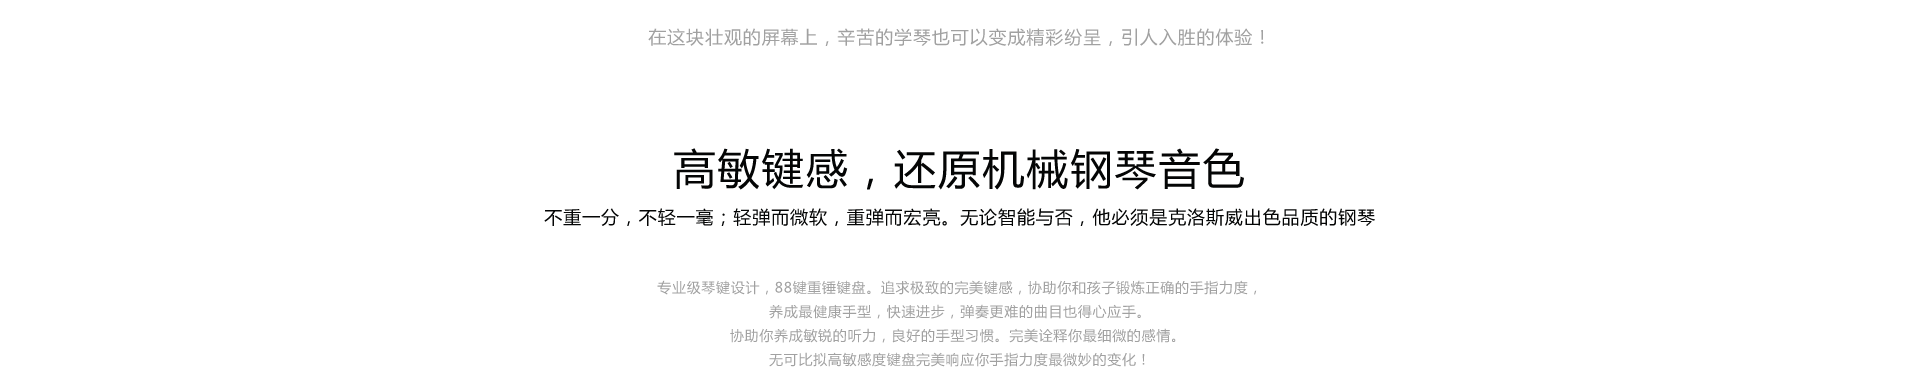 在这块壮观的屏幕上，辛苦的学琴也可以变成精彩纷呈，引人入胜的体验！
高敏键感，还原机械钢琴音色
不重一分，不轻一毫；轻弹而微软，重弹而宏亮。无论智能与否，他必须是克洛斯威出色品质的钢琴
专业级琴键设计，88键重锤键盘。追求极致的完美键感，协助你和孩子锻炼正确的手指力度，
养成最健康手型，快速进步，弹奏更难的曲目也得心应手。
协助你养成敏锐的听力，良好的手型习惯。完美诠释你最细微的感情。
无可比拟高敏感度键盘完美响应你手指力度最微妙的变化！